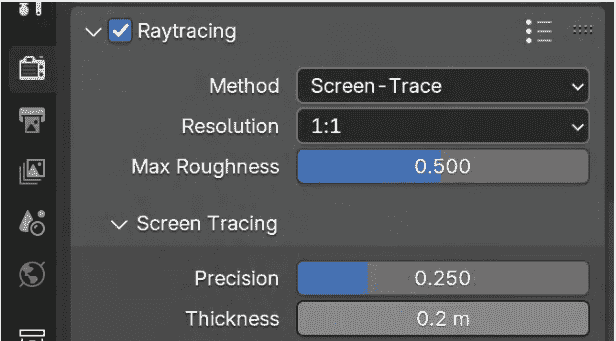 Raytracing
Method Screen-Trace
Resolution 1:1
Max Roughness 0.500
Screen Tracing
Precision 0.250
Thickness 0.2 m